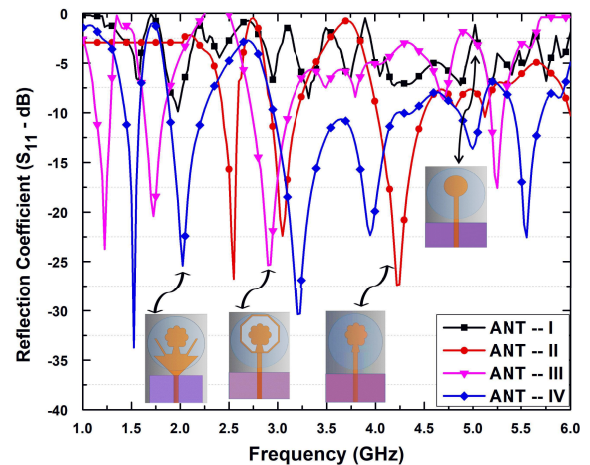 0
-5
-10
-15
-20
-25
-30
-35
-40
Reflection Coefficient (S11 - dB)
ANT -- I
ANT -- II
ANT -- III
ANT -- IV
1.0 1.5 2.0 2.5 3.0 3.5 4.0 4.5 5.0 5.5 6.0
Frequency (GHz)